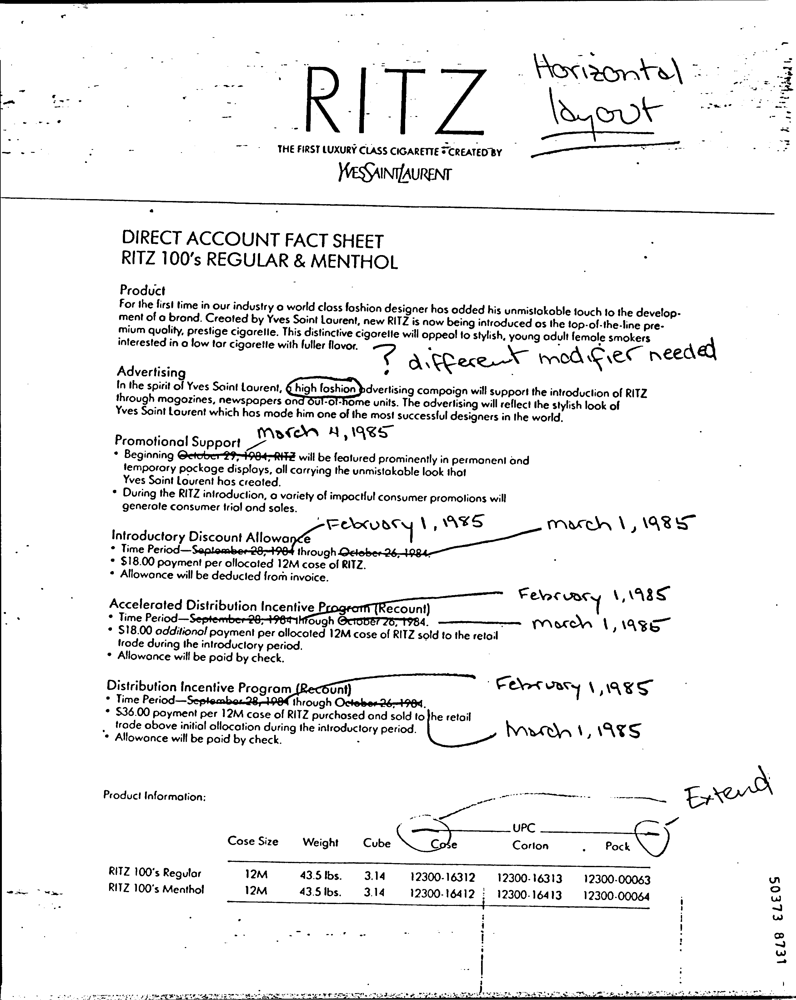 Horizontal
layout
RITZ
THE FIRST LUXURY CLASS CIGARETTE • CREATED BY
YVESSAINTLAURENT
DIRECT ACCOUNT FACT SHEET
RITZ 100's REGULAR & MENTHOL
Product
For the first time in our industry a world class fashion designer has added his unmistakable touch to the develop-
ment of a brand. Created by Yves Saint Laurent, new RITZ is now being introduced as the top-of-the-line pre-
mium quality, prestige cigarette. This distinctive cigarette will appeal to stylish, young adult female smokers
interested in a low tar cigarette with fuller flavor.
? different modifier needed
Advertising
In the spirit of Yves Saint Laurent, a high fashion advertising campaign will support the introduction of RITZ
through magazines, newspapers and out-of-home units. The advertising will reflect the stylish look of
Yves Saint Laurent which has made him one of the most successful designers in the world.
March 4, 1985
Promotional Support
• Beginning October 29, 1984, RITZ will be featured prominently in permanent and
temporary package displays, all carrying the unmistakable look that
Yves Saint Laurent has created.
• During the RITZ introduction, a variety of impactful consumer promotions will
generate consumer trial and sales.
February 1, 1985 march 1, 1985
Introductory Discount Allowance
• Time Period—September 28, 1984 through October 26, 1984.
• $18.00 payment per allocated 12M case of RITZ.
• Allowance will be deducted from invoice.
February 1, 1985
Accelerated Distribution Incentive Program (Recount)
• Time Period—September 28, 1984 through October 26, 1984. march 1, 1985
• $18.00 additional payment per allocated 12M case of RITZ sold to the retail
trade during the introductory period.
• Allowance will be paid by check.
Distribution Incentive Program (Recount) February 1, 1985
• Time Period—September 28, 1984 through October 26, 1984.
• $36.00 payment per 12M case of RITZ purchased and sold to the retail
trade above initial allocation during the introductory period. March 1, 1985
• Allowance will be paid by check.
Product Information: Extend
UPC
Case Size Weight Cube Case Carton Pack
RITZ 100's Regular 12M 43.5 lbs. 3.14 12300-16312 12300-16313 12300-00063
RITZ 100's Menthol 12M 43.5 lbs. 3.14 12300-16412 12300-16413 12300-00064
50373 8731